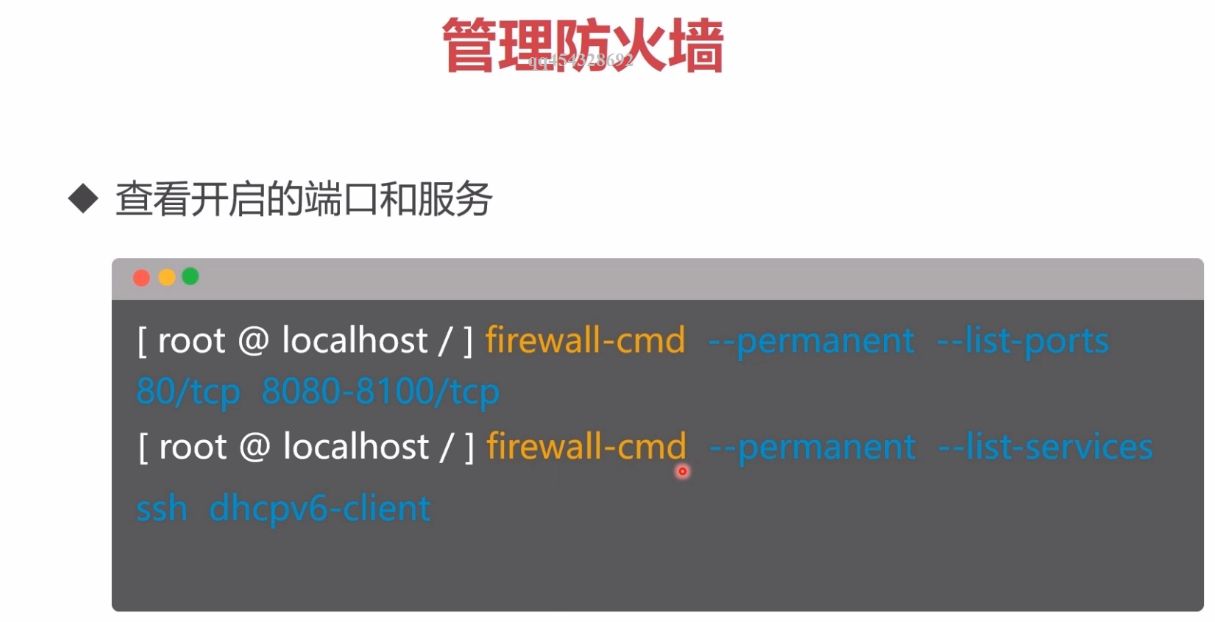 管理防火墙
qq454328692
查看开启的端口和服务
[ root @ localhost / ] firewall-cmd --permanent --list-ports
80/tcp 8080-8100/tcp
[ root @ localhost / ] firewall-cmd --permanent --list-services
ssh dhcpv6-client